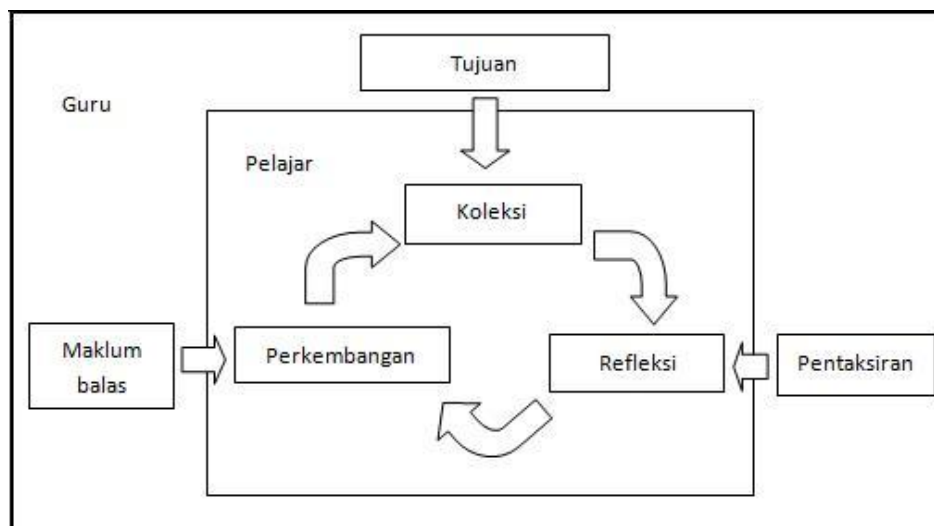 Tujuan
Guru
Pelajar
Koleksi
Maklum
balas
Perkembangan
Refleksi
Pentaksiran